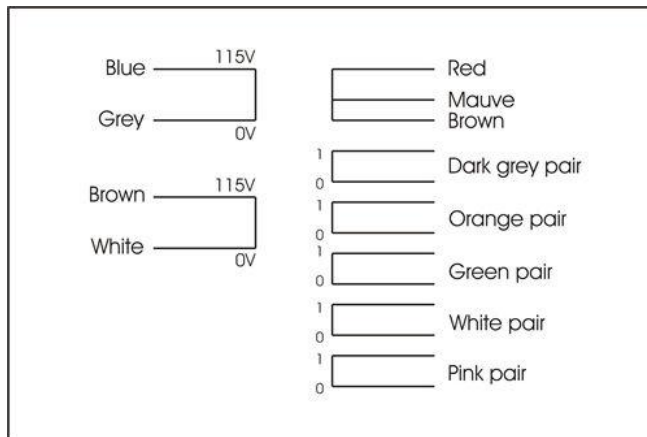 115V
Blue
Grey
0V
115V
Brown
White
0V
Red
Mauve
Brown
1
Dark grey pair
0
1
Orange pair
0
1
Green pair
0
1
White pair
0
1
Pink pair
0